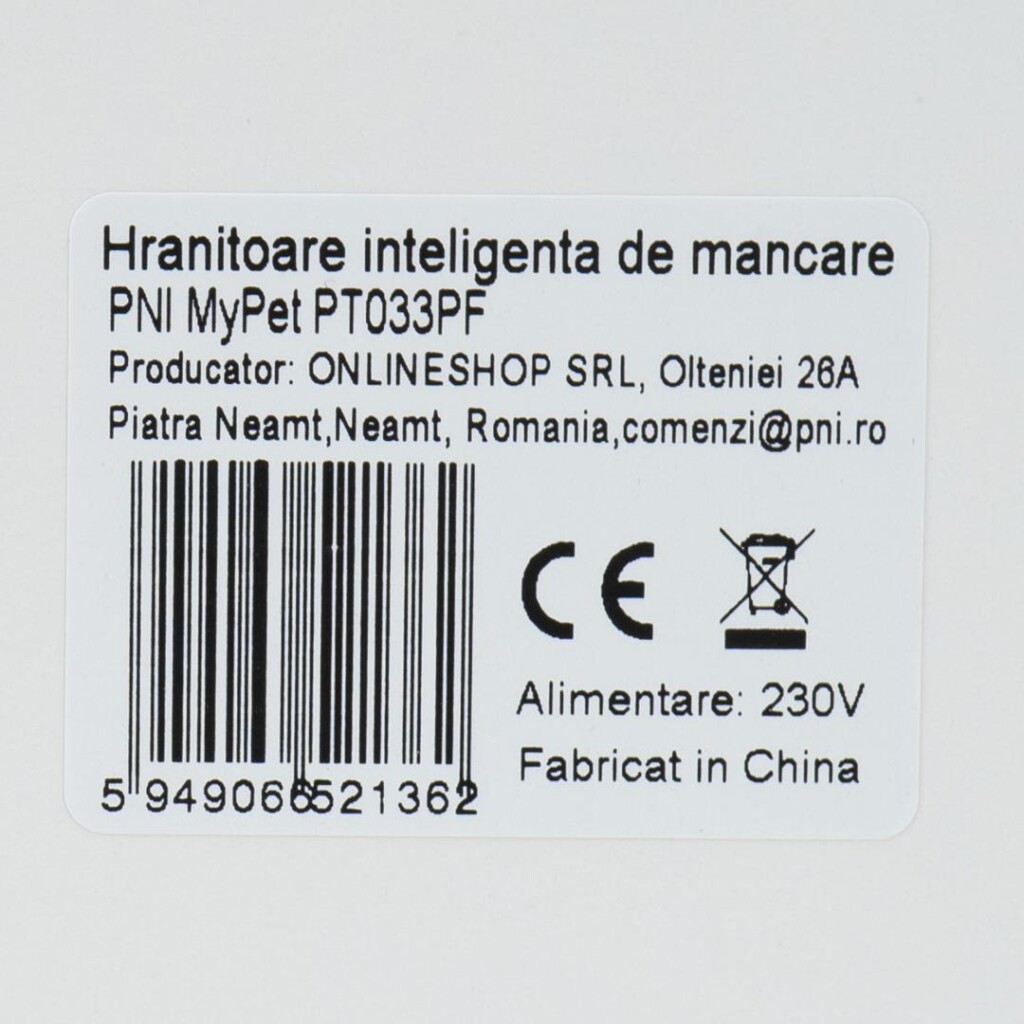 Hranitoare inteligenta de mancare
PNI MyPet PT033PF
Producator: ONLINESHOP SRL, Olteniei 26A
Piatra Neamt,Neamt, Romania,comenzi@pni.ro
CE
Alimentare: 230V
Fabricat in China
5 949066 521362